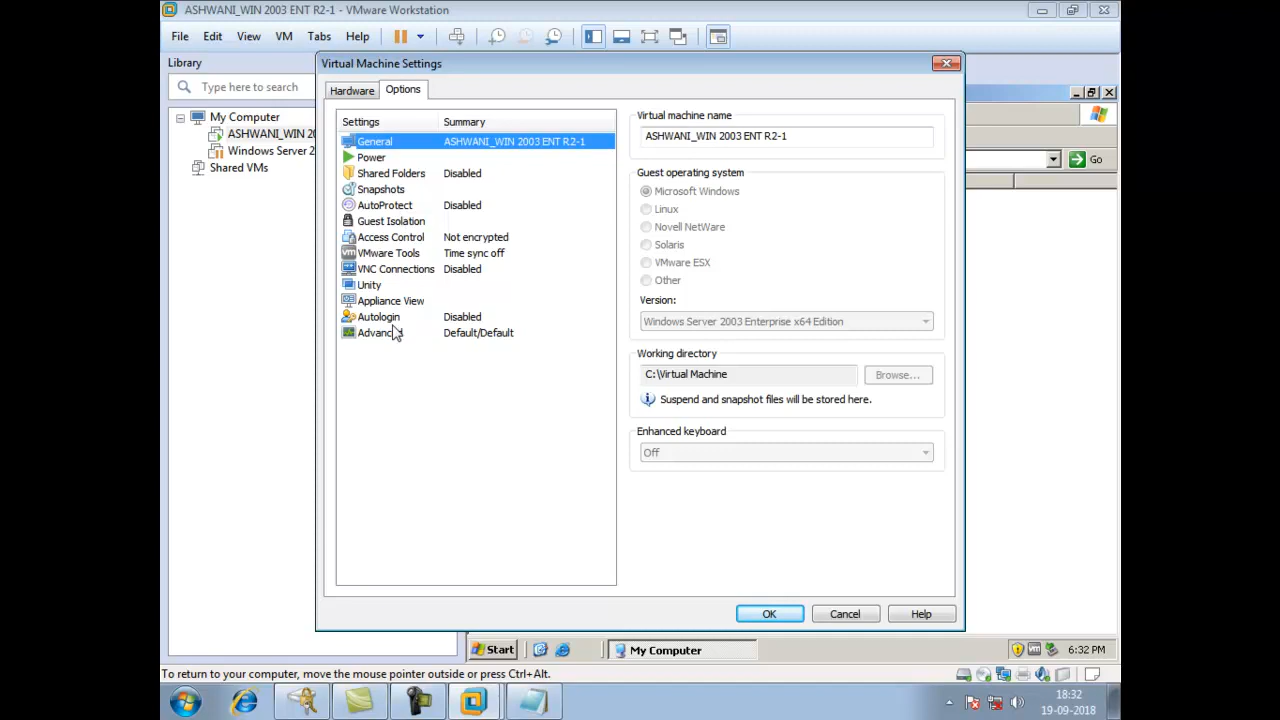 ASHWANI_WIN 2003 ENT R2-1 - VMware Workstation
File Edit View VM Tabs Help
Library
Type here to search
My Computer
ASHWANI_WIN 20
Windows Server 2
Shared VMs
Virtual Machine Settings
Hardware Options
Settings Summary
General ASHWANI_WIN 2003 ENT R2-1
Power
Shared Folders Disabled
Snapshots
AutoProtect Disabled
Guest Isolation
Access Control Not encrypted
VMware Tools Time sync off
VNC Connections Disabled
Unity
Appliance View
Autologin Disabled
Advanced Default/Default
Virtual machine name
ASHWANI_WIN 2003 ENT R2-1
Guest operating system
Microsoft Windows
Linux
Novell NetWare
Solaris
VMware ESX
Other
Version:
Windows Server 2003 Enterprise x64 Edition
Working directory
C:\Virtual Machine Browse...
Suspend and snapshot files will be stored here.
Enhanced keyboard
Off
OK Cancel Help
Go
Start My Computer 6:32 PM
To return to your computer, move the mouse pointer outside or press Ctrl+Alt.
18:32
19-09-2018